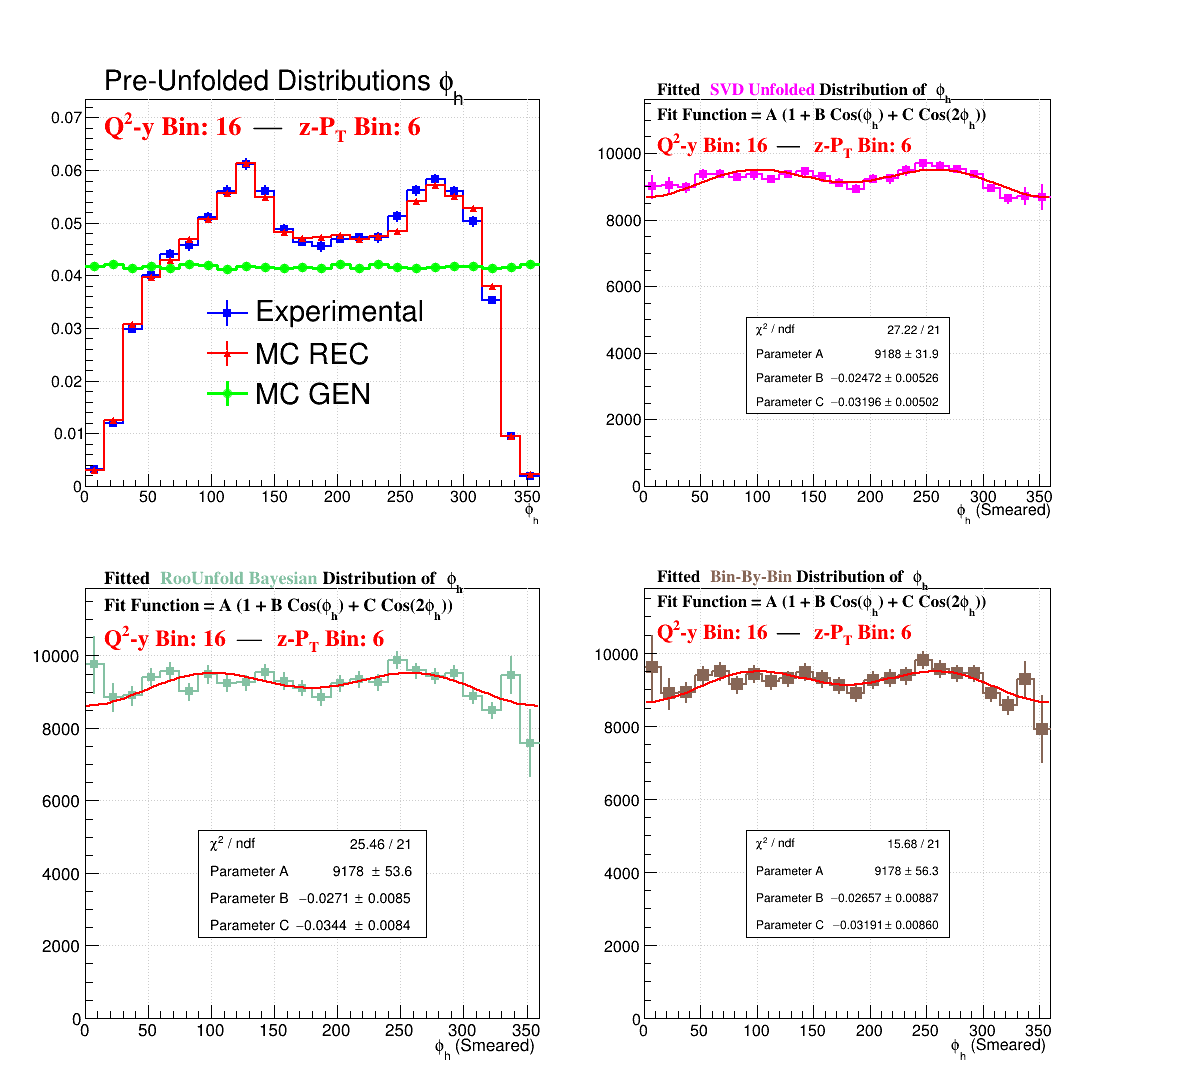 Pre-Unfolded Distributions ϕh
Q²-y Bin: 16 — z-PT Bin: 6
0.07
0.06
0.05
0.04
0.03
0.02
0.01
0
Experimental
MC REC
MC GEN
0 50 100 150 200 250 300
ϕh
Fitted SVD Unfolded Distribution of ϕh
Fit Function = A (1 + B Cos(ϕh) + C Cos(2ϕh))
Q²-y Bin: 16 — z-PT Bin: 6
10000
8000
6000
4000
2000
0
χ² / ndf 27.22 / 21
Parameter A 9188 ± 31.9
Parameter B −0.02472 ± 0.00526
Parameter C −0.03196 ± 0.00502
0 50 100 150 200 250 300 350
ϕh (Smeared)
Fitted RooUnfold Bayesian Distribution of ϕh
Fit Function = A (1 + B Cos(ϕh) + C Cos(2ϕh))
Q²-y Bin: 16 — z-PT Bin: 6
10000
8000
6000
4000
2000
0
χ² / ndf 25.46 / 21
Parameter A 9178 ± 53.6
Parameter B −0.0271 ± 0.0085
Parameter C −0.0344 ± 0.0084
0 50 100 150 200 250 300 350
ϕh (Smeared)
Fitted Bin-By-Bin Distribution of ϕh
Fit Function = A (1 + B Cos(ϕh) + C Cos(2ϕh))
Q²-y Bin: 16 — z-PT Bin: 6
10000
8000
6000
4000
2000
0
χ² / ndf 15.68 / 21
Parameter A 9178 ± 56.3
Parameter B −0.02657 ± 0.00887
Parameter C −0.03191 ± 0.00860
0 50 100 150 200 250 300 350
ϕh (Smeared)